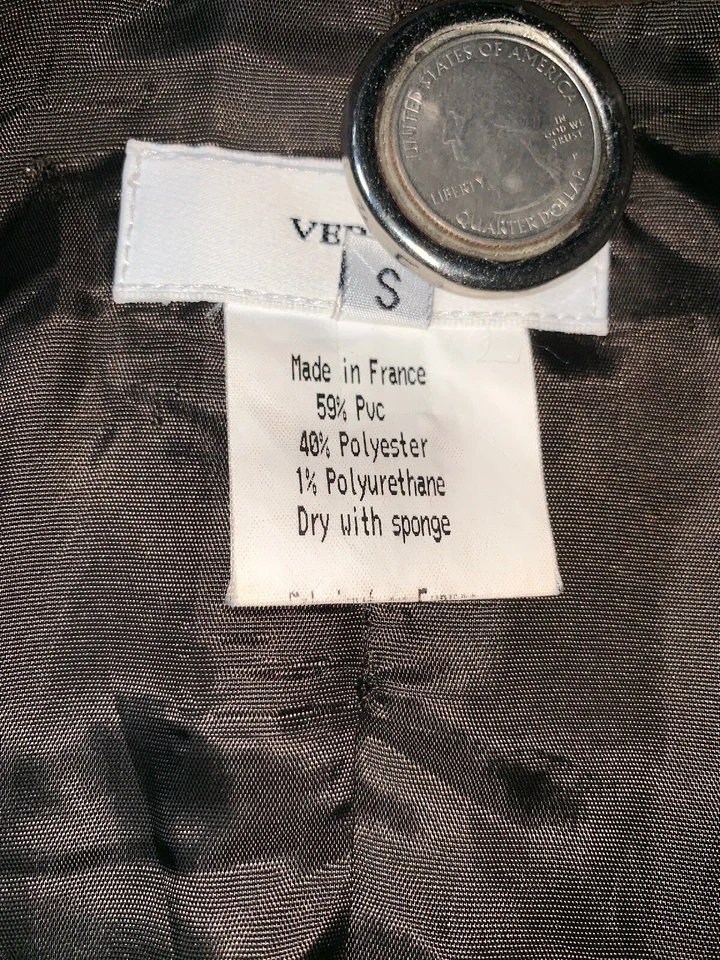 UNITED STATES OF AMERICA
IN
GOD WE
TRUST
P
LIBERTY
QUARTER DOLLAR
VE
S
Made in France
59% Pvc
40% Polyester
1% Polyurethane
Dry with sponge